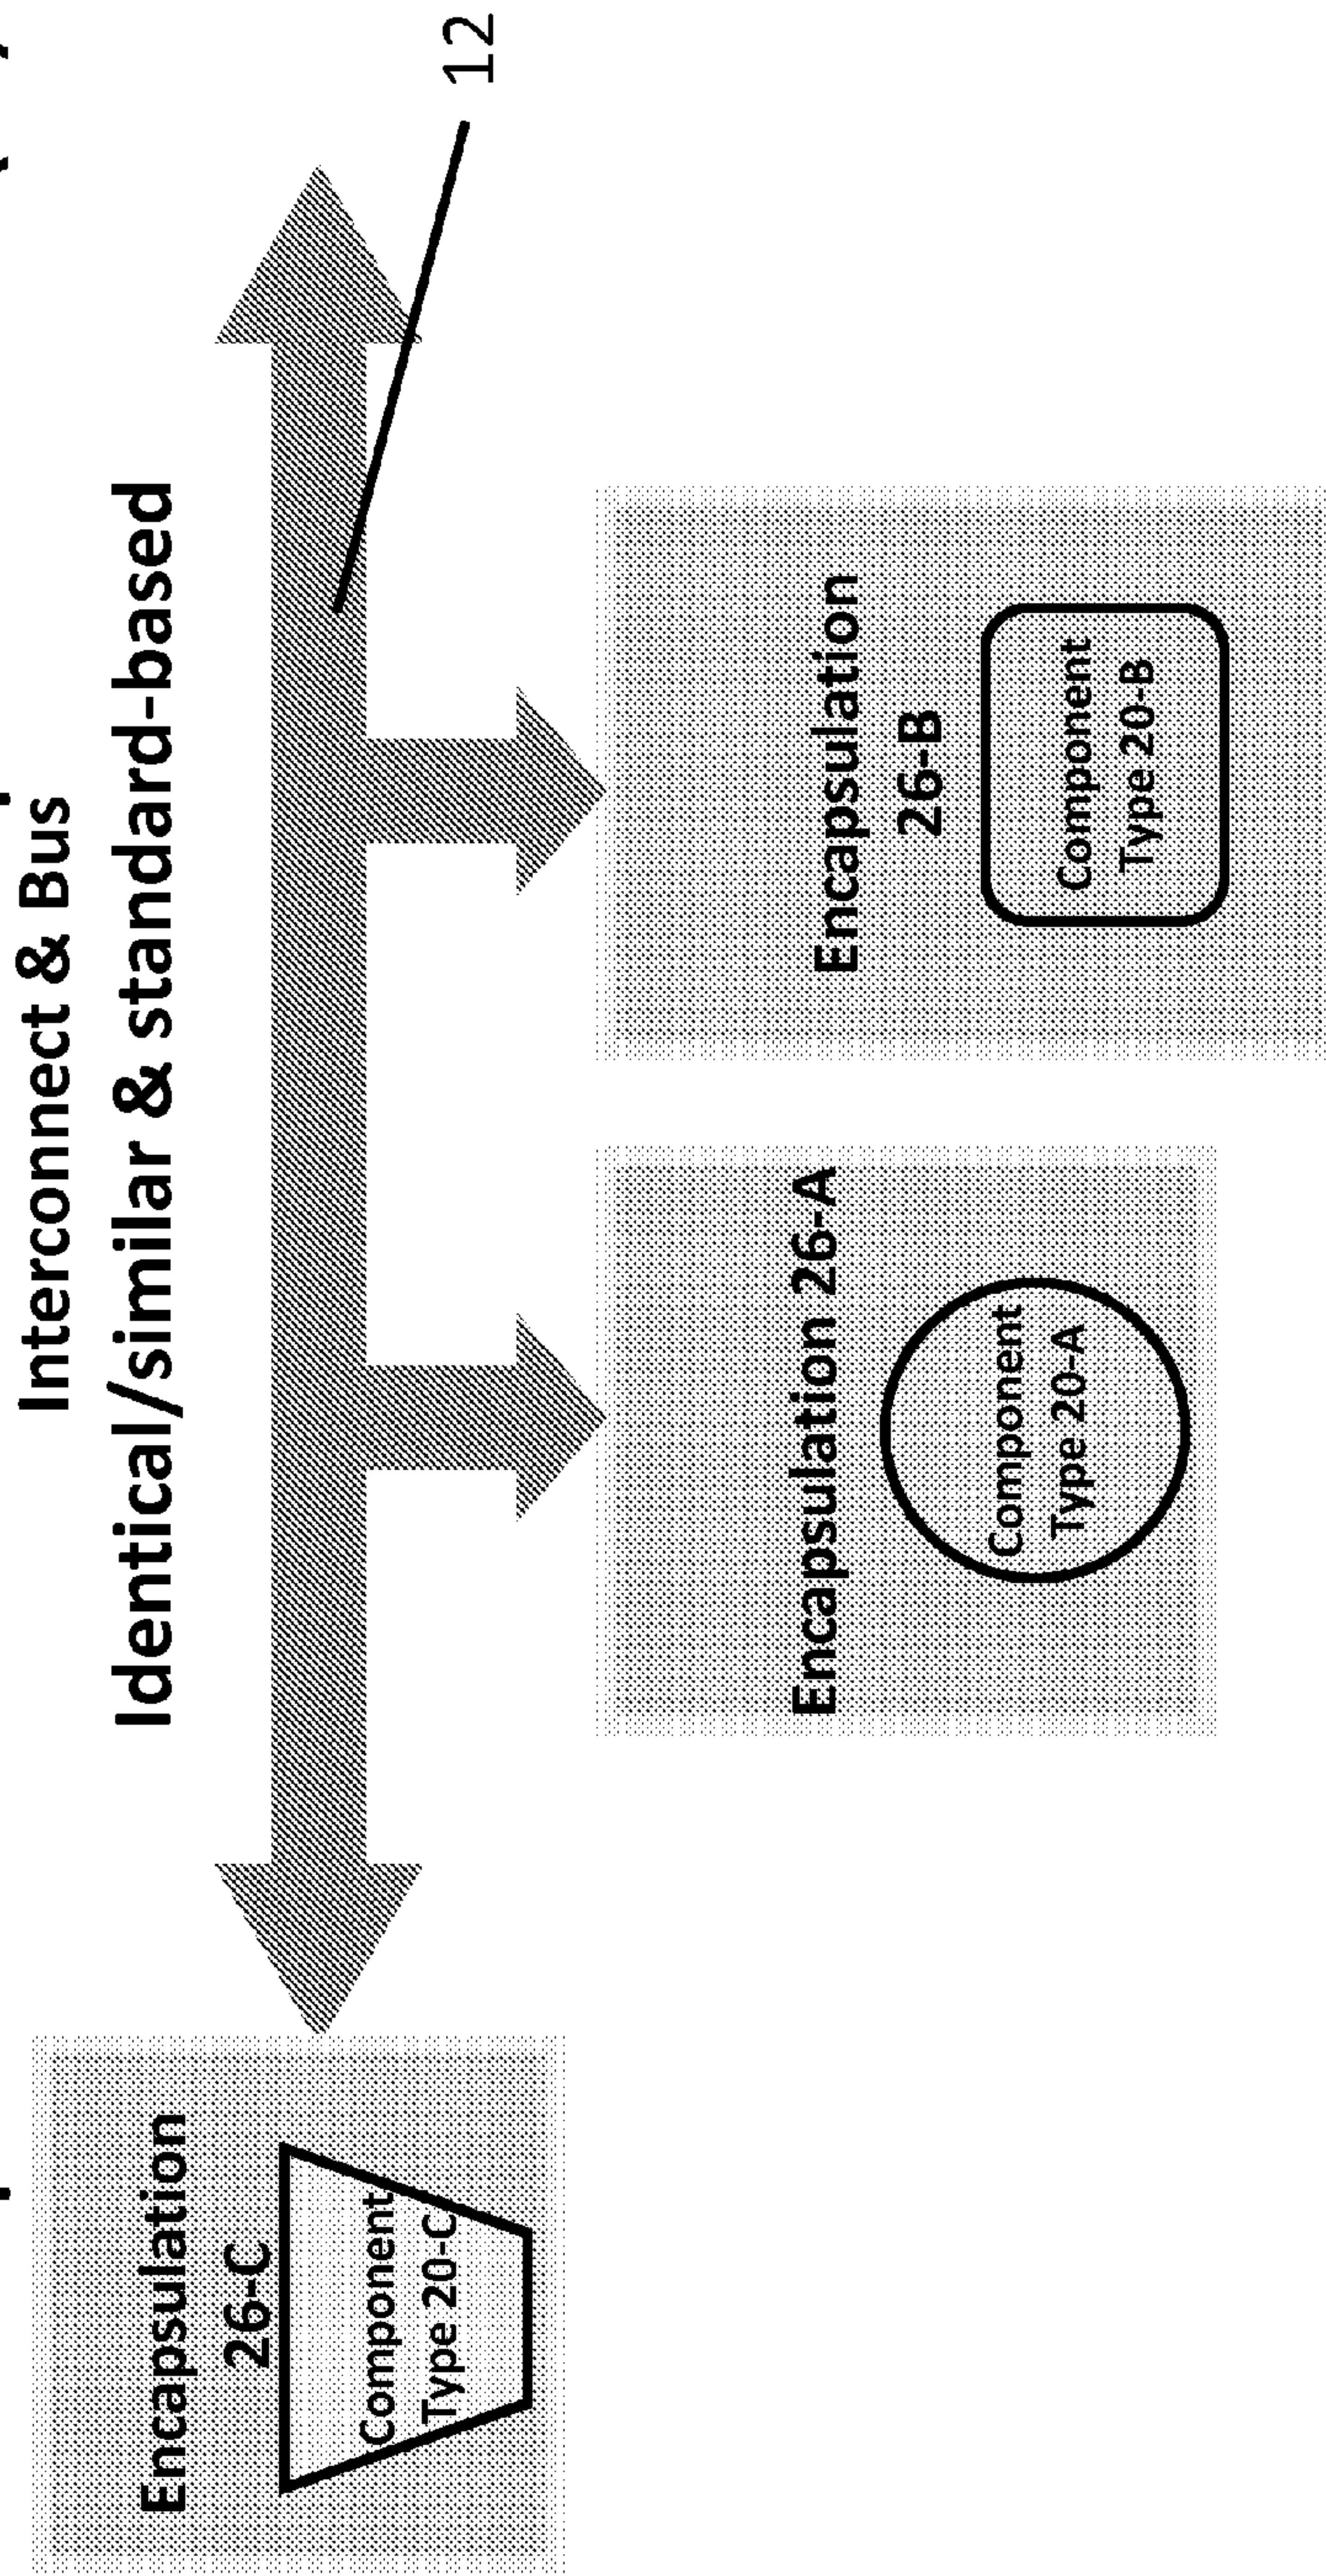 Interconnect & Bus
Identical/similar & standard-based
12
Encapsulation
26-C
Component
Type 20-C
Encapsulation 26-A
Component
Type 20-A
Encapsulation
26-B
Component
Type 20-B